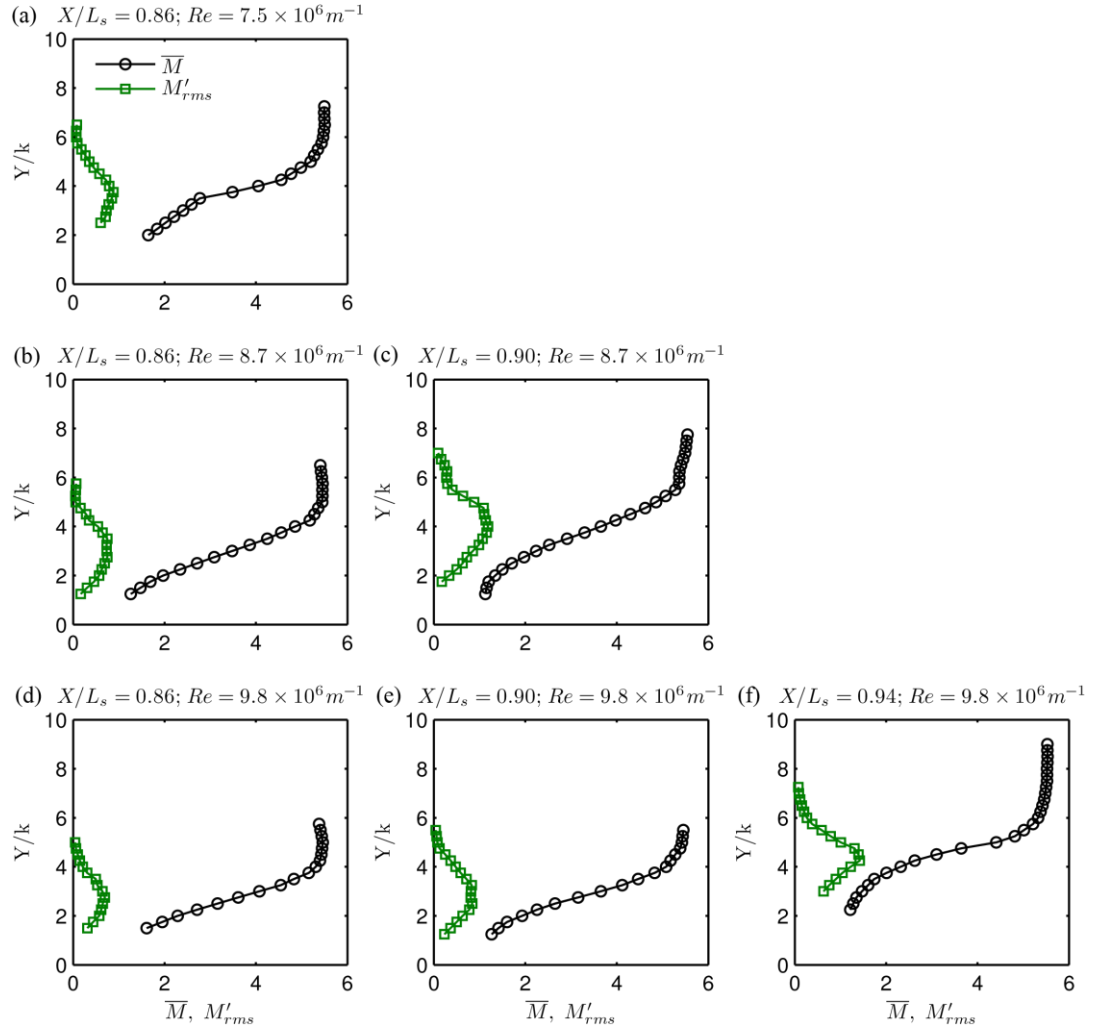 (a) X/L_s = 0.86; Re = 7.5 × 10^6 m^{-1}
10
8
6
4
2
0
Y/k
M̅
M′_{rms}
0 2 4 6
(b) X/L_s = 0.86; Re = 8.7 × 10^6 m^{-1}
10
8
6
4
2
0
Y/k
0 2 4 6
(c) X/L_s = 0.90; Re = 8.7 × 10^6 m^{-1}
10
8
6
4
2
0
Y/k
0 2 4 6
(d) X/L_s = 0.86; Re = 9.8 × 10^6 m^{-1}
10
8
6
4
2
0
Y/k
0 2 4 6
M̅, M′_{rms}
(e) X/L_s = 0.90; Re = 9.8 × 10^6 m^{-1}
10
8
6
4
2
0
Y/k
0 2 4 6
M̅, M′_{rms}
(f) X/L_s = 0.94; Re = 9.8 × 10^6 m^{-1}
10
8
6
4
2
0
Y/k
0 2 4 6
M̅, M′_{rms}